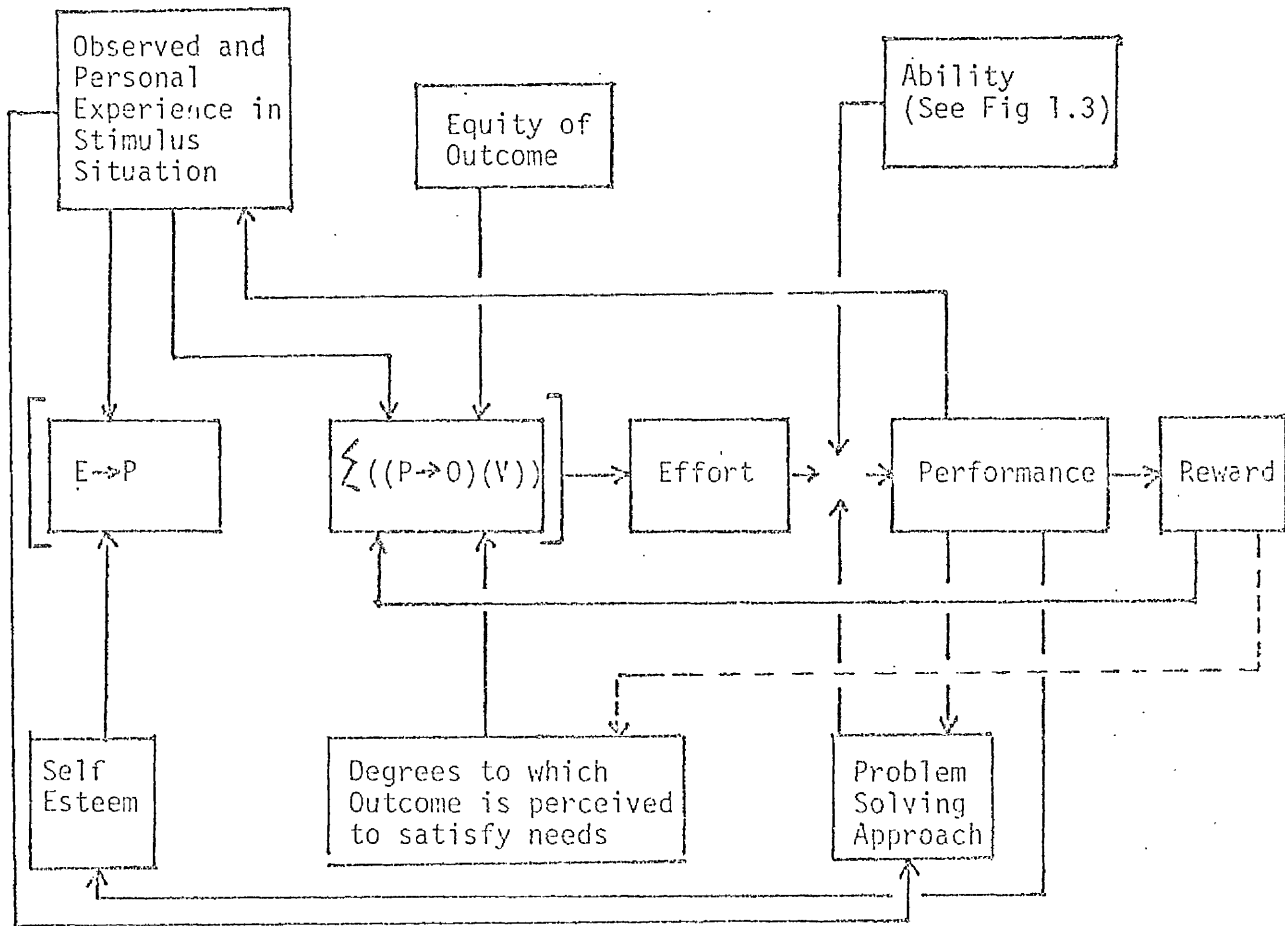 Observed and
Personal
Experience in
Stimulus
Situation
Equity of
Outcome
Ability
(See Fig 1.3)
E→P
∑((P→O)(V))
Effort
Performance
Reward
Self
Esteem
Degrees to which
Outcome is perceived
to satisfy needs
Problem
Solving
Approach